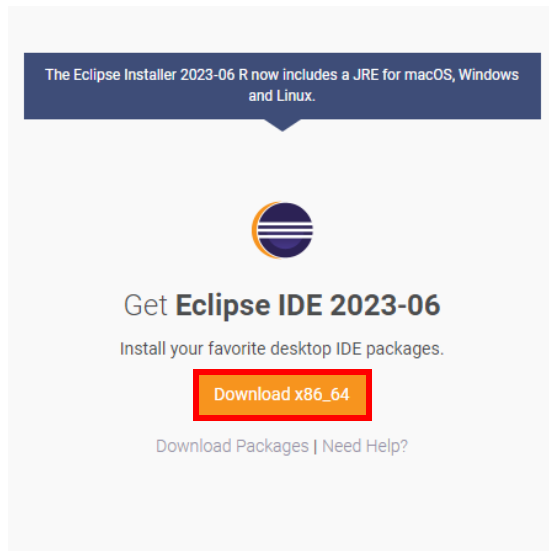 The Eclipse Installer 2023-06 R now includes a JRE for macOS, Windows
and Linux.
Get Eclipse IDE 2023-06
Install your favorite desktop IDE packages.
Download x86_64
Download Packages | Need Help?